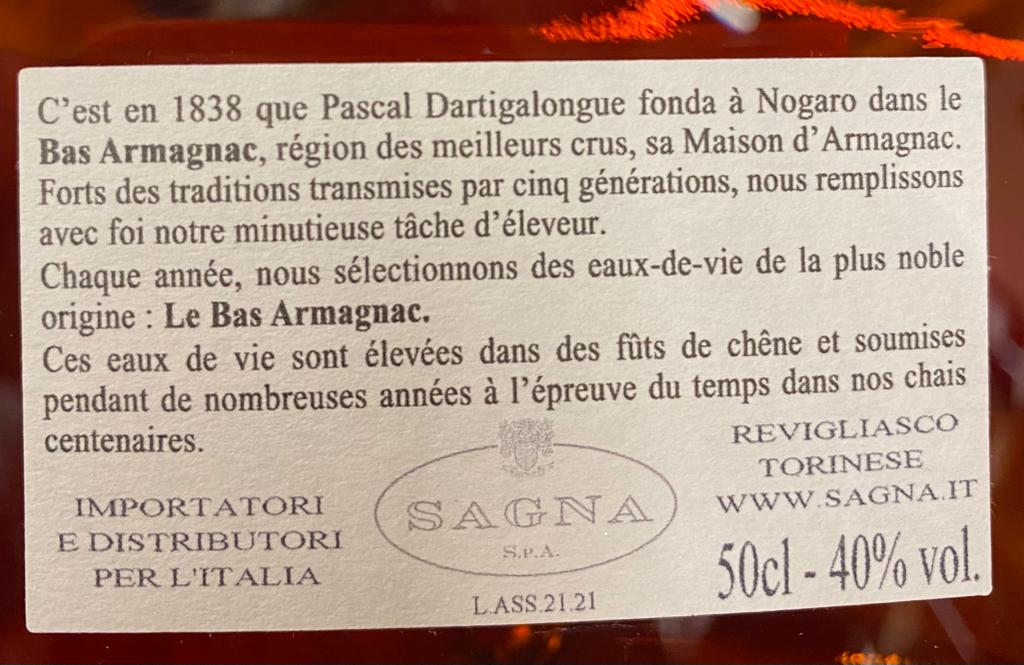 C'est en 1838 que Pascal Dartigalongue fonda à Nogaro dans le
Bas Armagnac, région des meilleurs crus, sa Maison d'Armagnac.
Forts des traditions transmises par cinq générations, nous remplissons
avec foi notre minutieuse tâche d'éleveur.
Chaque année, nous sélectionnons des eaux-de-vie de la plus noble
origine : Le Bas Armagnac.
Ces eaux de vie sont élevées dans des fûts de chêne et soumises
pendant de nombreuses années à l'épreuve du temps dans nos chais
centenaires.
IMPORTATORI
E DISTRIBUTORI
PER L'ITALIA
SAGNA
S.P.A.
L.ASS.21.21
REVIGLIASCO
TORINESE
WWW.SAGNA.IT
50cl - 40% vol.